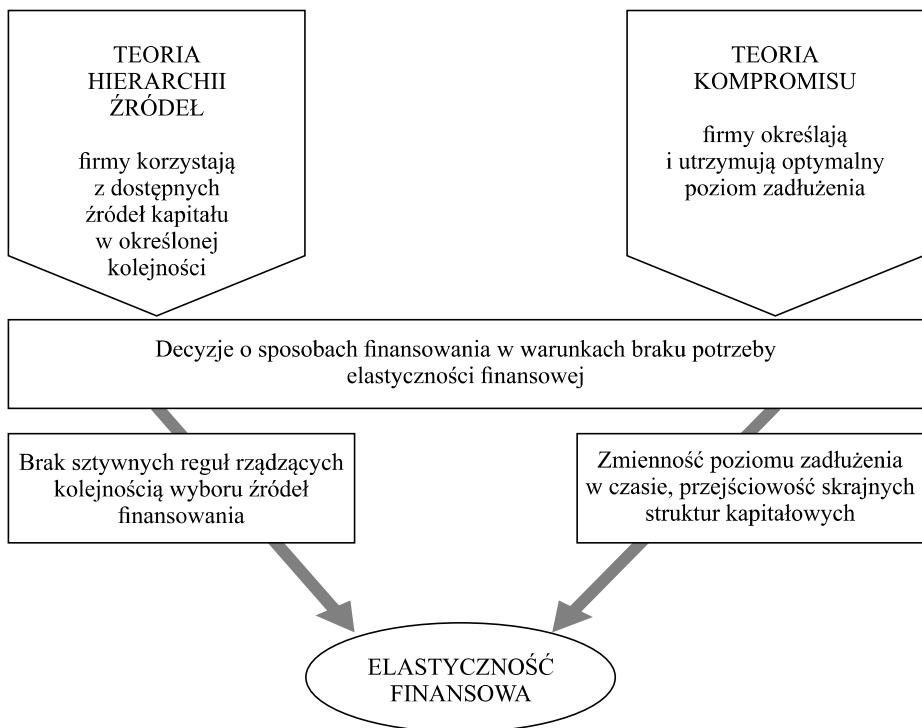 TEORIA
HIERARCHII
ŹRÓDEŁ
firmy korzystają
z dostępnych
źródeł kapitału
w określonej
kolejności
TEORIA
KOMPROMISU
firmy określają
i utrzymują optymalny
poziom zadłużenia
Decyzje o sposobach finansowania w warunkach braku potrzeby
elastyczności finansowej
Brak sztywnych reguł rządzących
kolejnością wyboru źródeł
finansowania
Zmienność poziomu zadłużenia
w czasie, przejściowość skrajnych
struktur kapitałowych
ELASTYCZNOŚĆ
FINANSOWA